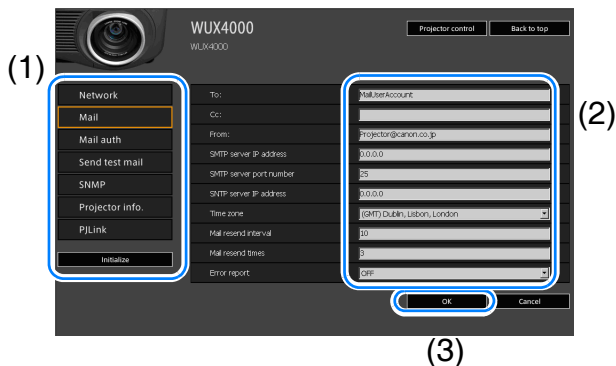 WUX4000
Projector control
Back to top
WUX4000
(1)
(2)
Network
Mail
Mail auth
Send test mail
SNMP
Projector info.
PJLink
Initialize
To: MailUserAccount
Cc:
From: Projector@canon.co.jp
SMTP server IP address 0.0.0.0
SMTP server port number 25
SNTP server IP address 0.0.0.0
Time zone (GMT) Dublin, Lisbon, London
Mail resend interval 10
Mail resend times 3
Error report OFF
OK
Cancel
(3)